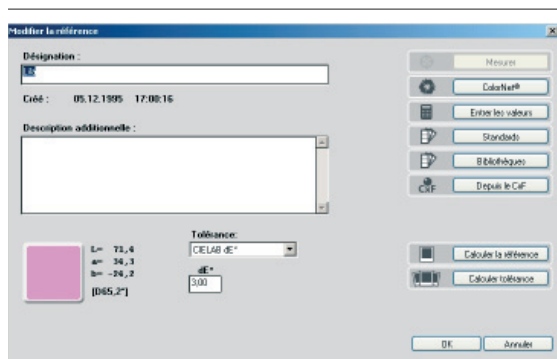 Modifier la référence
Désignation :
Créé : 05.12.1995 17:00:16
Description additionnelle :
L= 71,4
a= 34,3
b= -24,2
[D65,2°]
Tolérance:
CIELAB dE*
dE*
3,00
Mesurer
ColorNet®
Entrer les valeurs
Standards
Bibliothèques
CxF
Depuis le CxF
Calculer la référence
Calculer tolérance
OK
Annuler